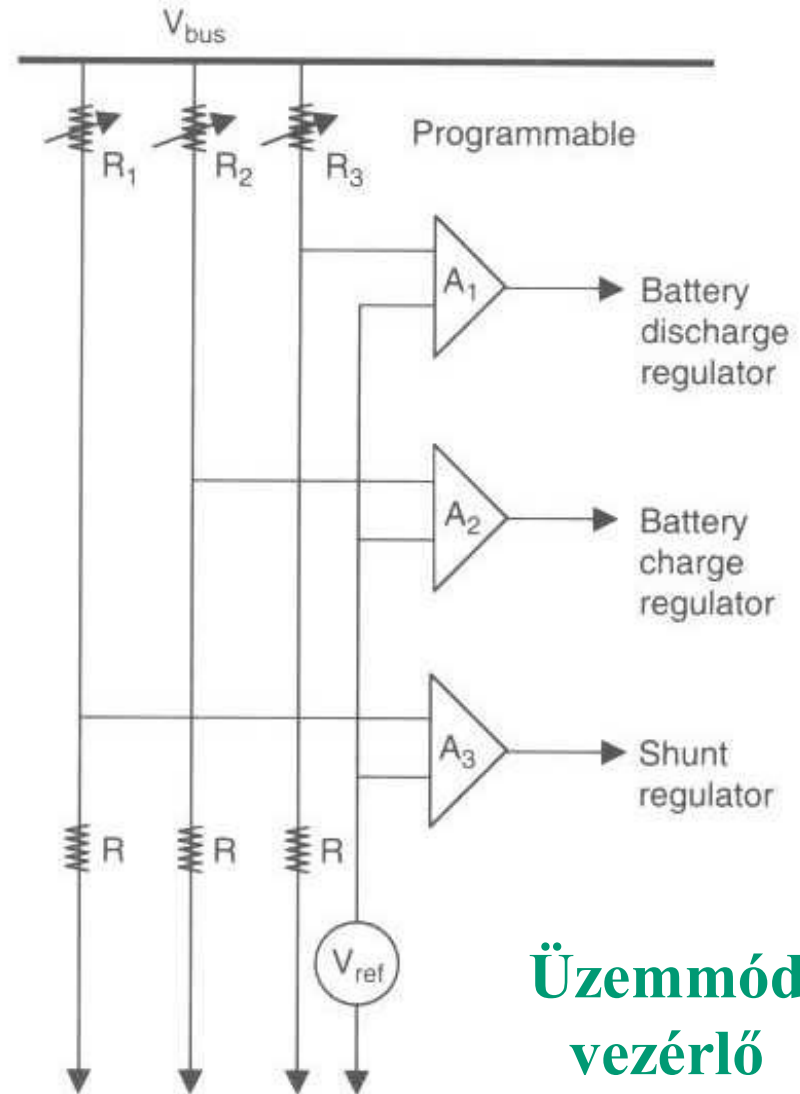 V_bus
R_1
R_2
R_3
Programmable
A_1
Battery
discharge
regulator
A_2
Battery
charge
regulator
A_3
Shunt
regulator
R
R
R
V_ref
Üzemmód
vezérlő